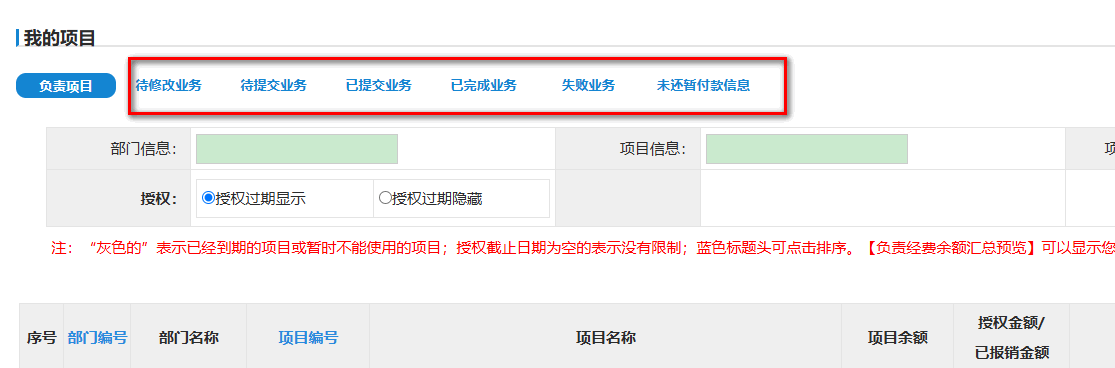 我的项目
负责项目 待修改业务 待提交业务 已提交业务 已完成业务 失败业务 未还暂付款信息
部门信息： 项目信息： 项
授权： 授权过期显示 授权过期隐藏
注：“灰色的”表示已经到期的项目或暂时不能使用的项目；授权截止日期为空的表示没有限制；蓝色标题头可点击排序。【负责经费余额汇总预览】可以显示您
序号 部门编号 部门名称 项目编号 项目名称 项目余额 授权金额/
已报销金额